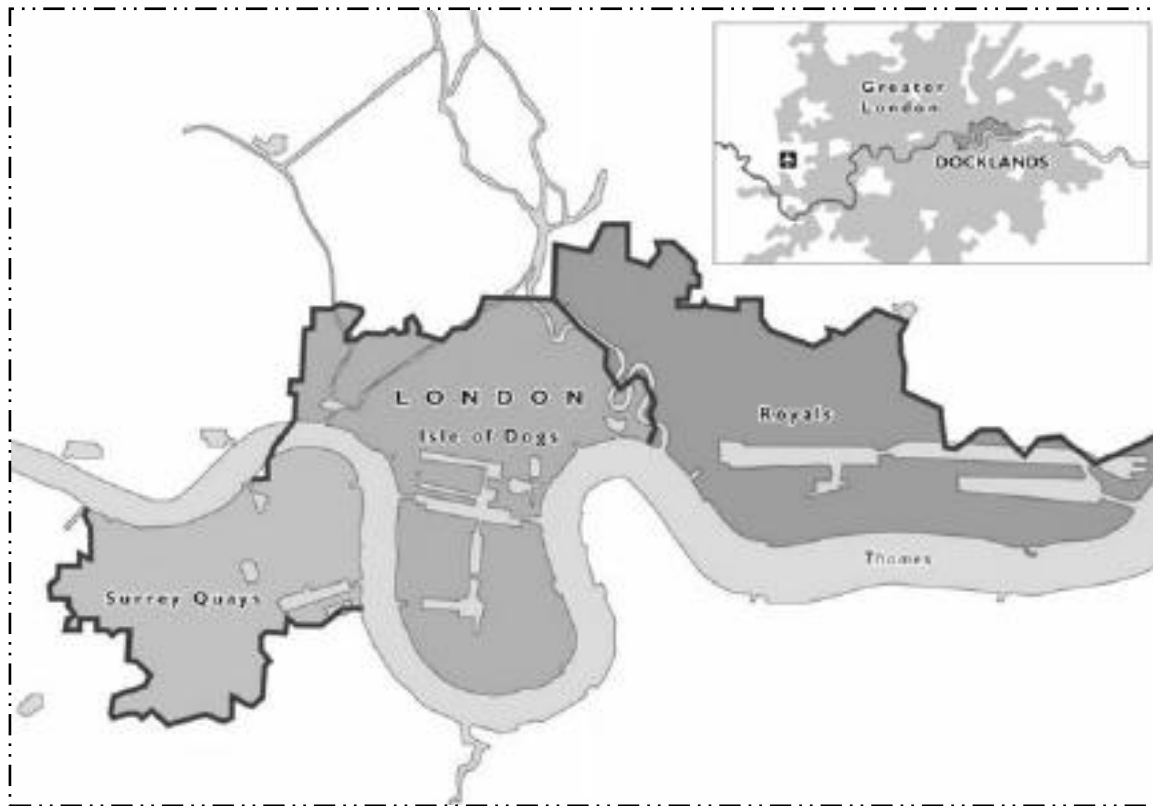 Greater
London
DOCKLANDS
LONDON
Isle of Dogs
Royals
Thames
Surrey Quays